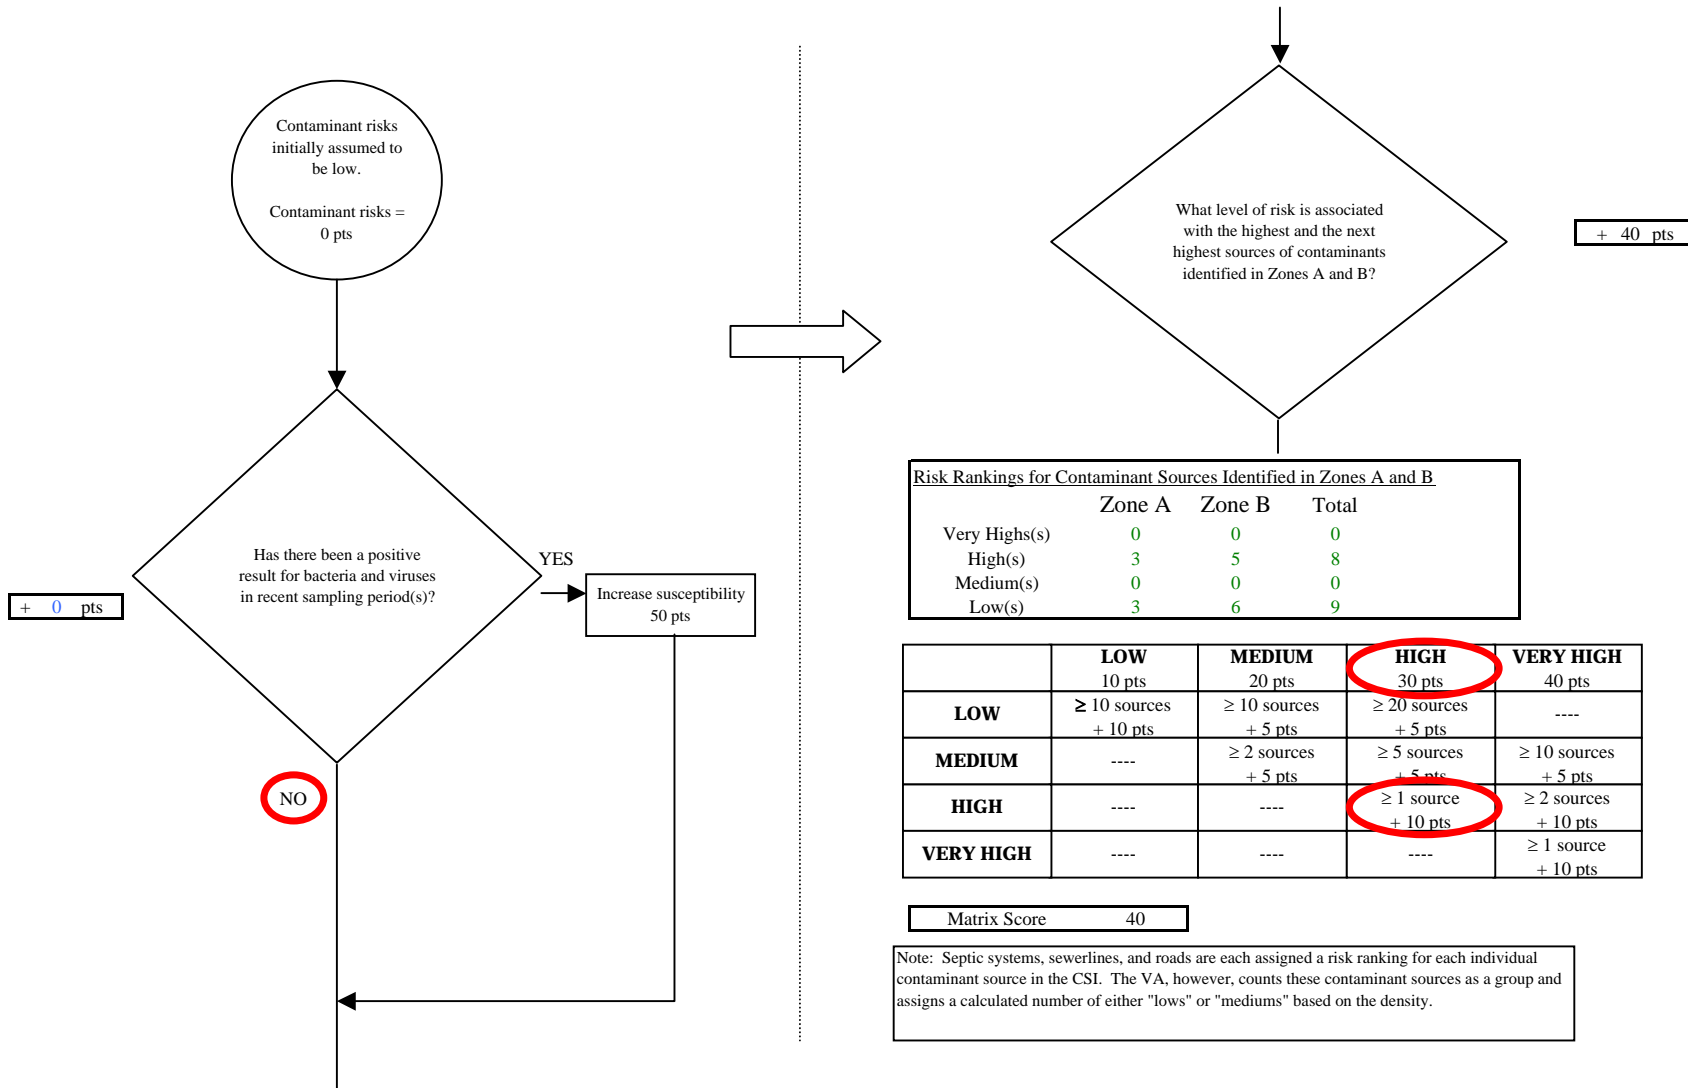 Contaminant risks
initially assumed to
be low.
Contaminant risks =
0 pts
Has there been a positive
result for bacteria and viruses
in recent sampling period(s)?
YES
+ 0 pts
Increase susceptibility
50 pts
NO
What level of risk is associated
with the highest and the next
highest sources of contaminants
identified in Zones A and B?
+ 40 pts
Risk Rankings for Contaminant Sources Identified in Zones A and B
Zone A Zone B Total
Very Highs(s) 0 0 0
High(s) 3 5 8
Medium(s) 0 0 0
Low(s) 3 6 9
LOW MEDIUM HIGH VERY HIGH
10 pts 20 pts 30 pts 40 pts
LOW ≥ 10 sources ≥ 10 sources ≥ 20 sources ----
+ 10 pts + 5 pts + 5 pts
MEDIUM ---- ≥ 2 sources ≥ 5 sources ≥ 10 sources
+ 5 pts + 5 pts + 5 pts
HIGH ---- ---- ≥ 1 source ≥ 2 sources
+ 10 pts + 10 pts
VERY HIGH ---- ---- ---- ≥ 1 source
+ 10 pts
Matrix Score 40
Note: Septic systems, sewerlines, and roads are each assigned a risk ranking for each individual
contaminant source in the CSI. The VA, however, counts these contaminant sources as a group and
assigns a calculated number of either "lows" or "mediums" based on the density.